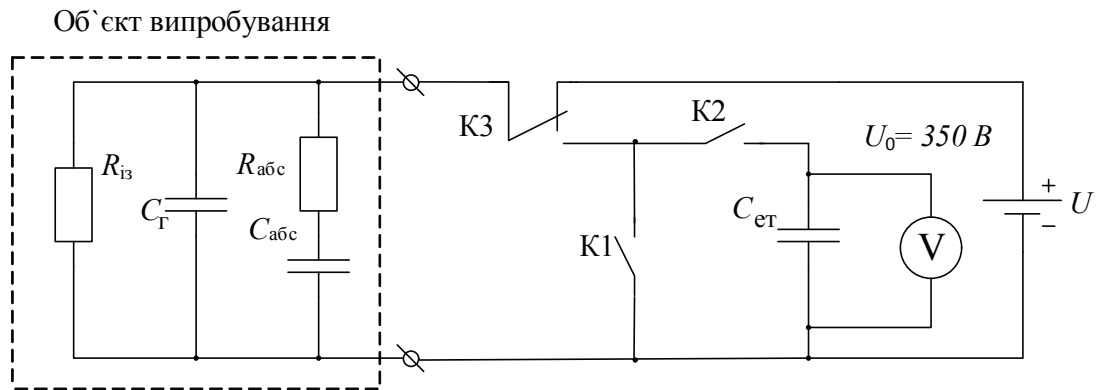 Об`єкт випробування
К3
К2
U₀= 350 В
Rіз
Rабс
Cг
Cабс
К1
Cет
V
+
−
U